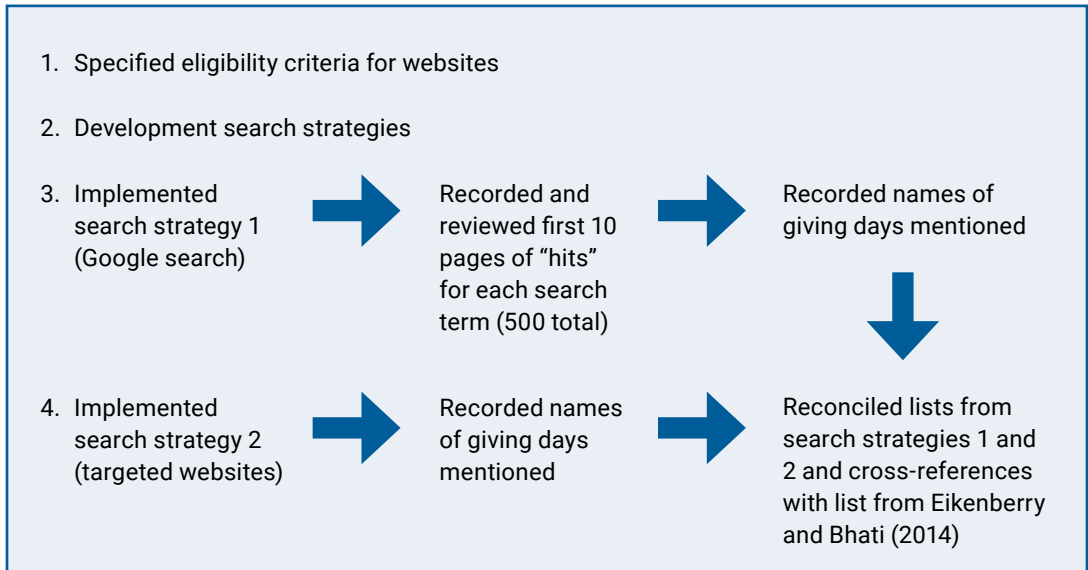 1. Specified eligibility criteria for websites
2. Development search strategies
3. Implemented
search strategy 1
(Google search)
Recorded and
reviewed first 10
pages of “hits”
for each search
term (500 total)
Recorded names of
giving days mentioned
4. Implemented
search strategy 2
(targeted websites)
Recorded names
of giving days
mentioned
Reconciled lists from
search strategies 1 and
2 and cross-references
with list from Eikenberry
and Bhati (2014)